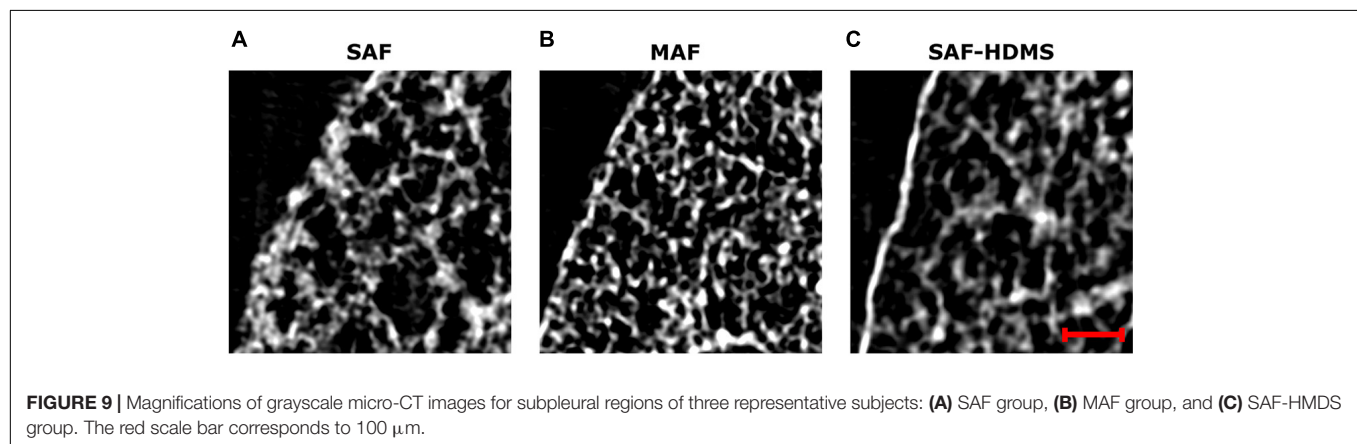 A SAF B MAF C SAF-HDMS
FIGURE 9 | Magnifications of grayscale micro-CT images for subpleural regions of three representative subjects: (A) SAF group, (B) MAF group, and (C) SAF-HMDS
group. The red scale bar corresponds to 100 μm.